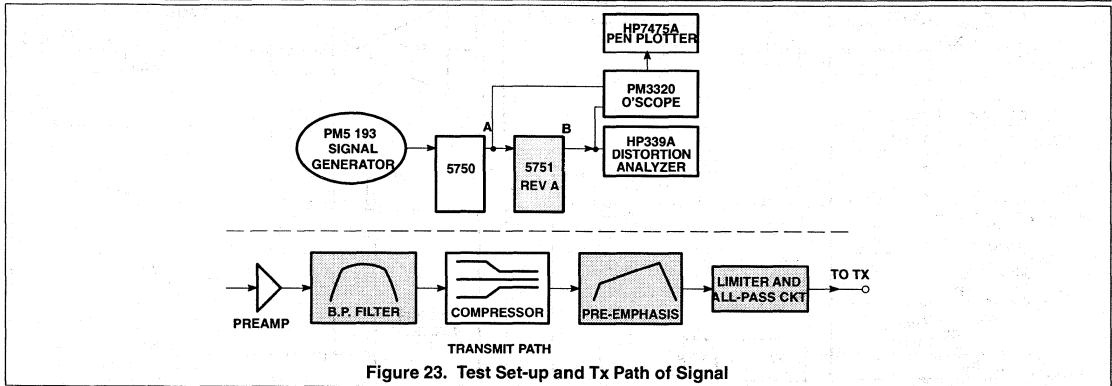 HP7475A
PEN PLOTTER
PM3320
O'SCOPE
A
B
PM5 193
SIGNAL
GENERATOR
5750
5751
REV A
HP339A
DISTORTION
ANALYZER
PREAMP
B.P. FILTER
COMPRESSOR
PRE-EMPHASIS
LIMITER AND
ALL-PASS CKT
TO TX
TRANSMIT PATH
Figure 23. Test Set-up and Tx Path of Signal